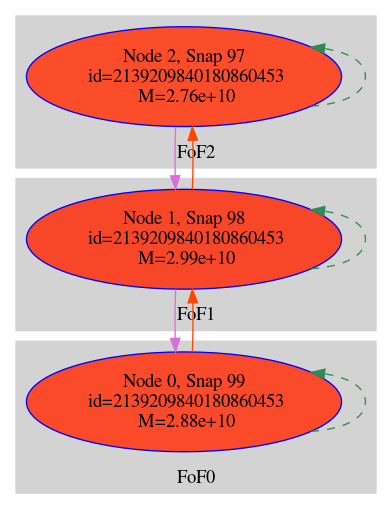 Node 2, Snap 97
id=2139209840180860453
M=2.76e+10
FoF2
Node 1, Snap 98
id=2139209840180860453
M=2.99e+10
FoF1
Node 0, Snap 99
id=2139209840180860453
M=2.88e+10
FoF0